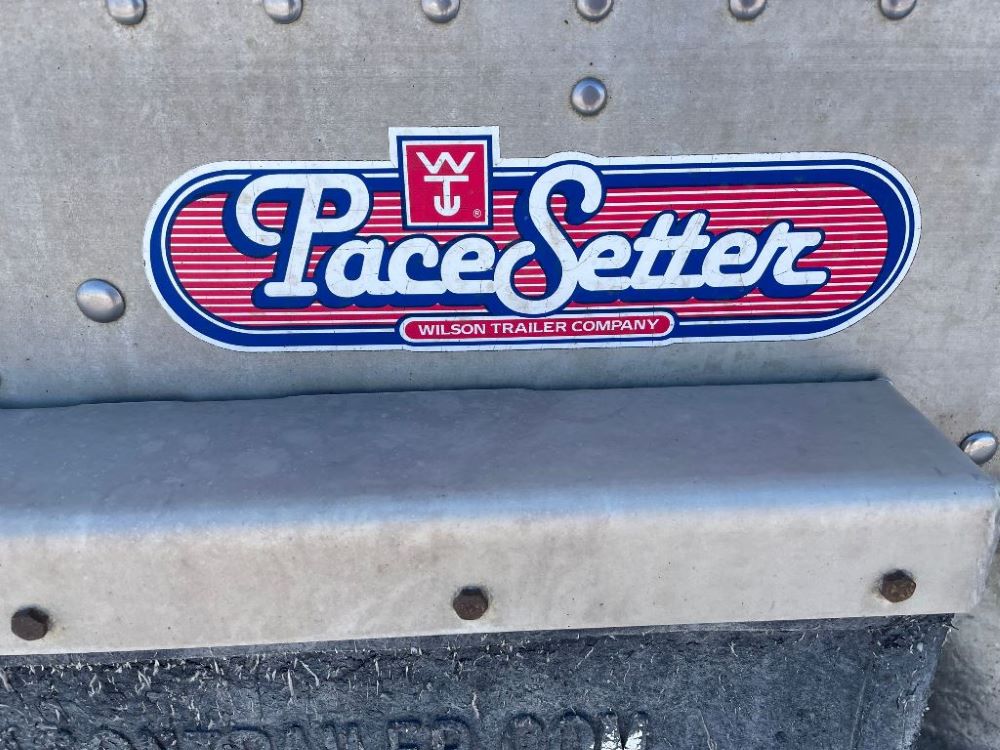 WT
®
PaceSetter
WILSON TRAILER COMPANY